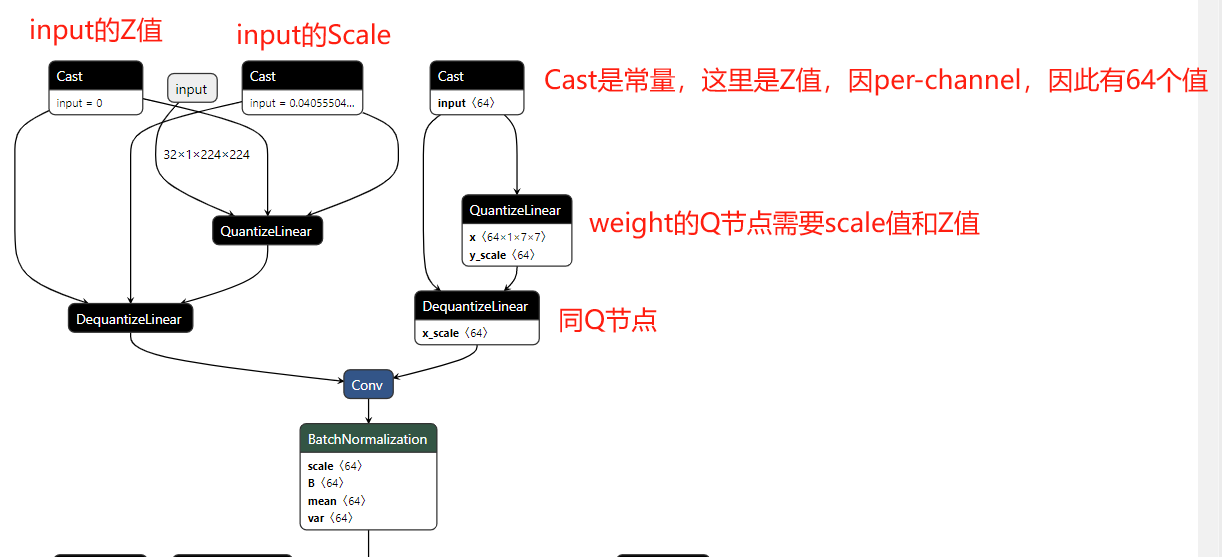 input的Z值
input的Scale
Cast
input = 0
input
Cast
input = 0.04055504...
Cast
input〈64〉
Cast是常量，这里是Z值，因per-channel，因此有64个值
32×1×224×224
QuantizeLinear
x〈64×1×7×7〉
y_scale〈64〉
weight的Q节点需要scale值和Z值
QuantizeLinear
DequantizeLinear
DequantizeLinear
x_scale〈64〉
同Q节点
Conv
BatchNormalization
scale〈64〉
B〈64〉
mean〈64〉
var〈64〉